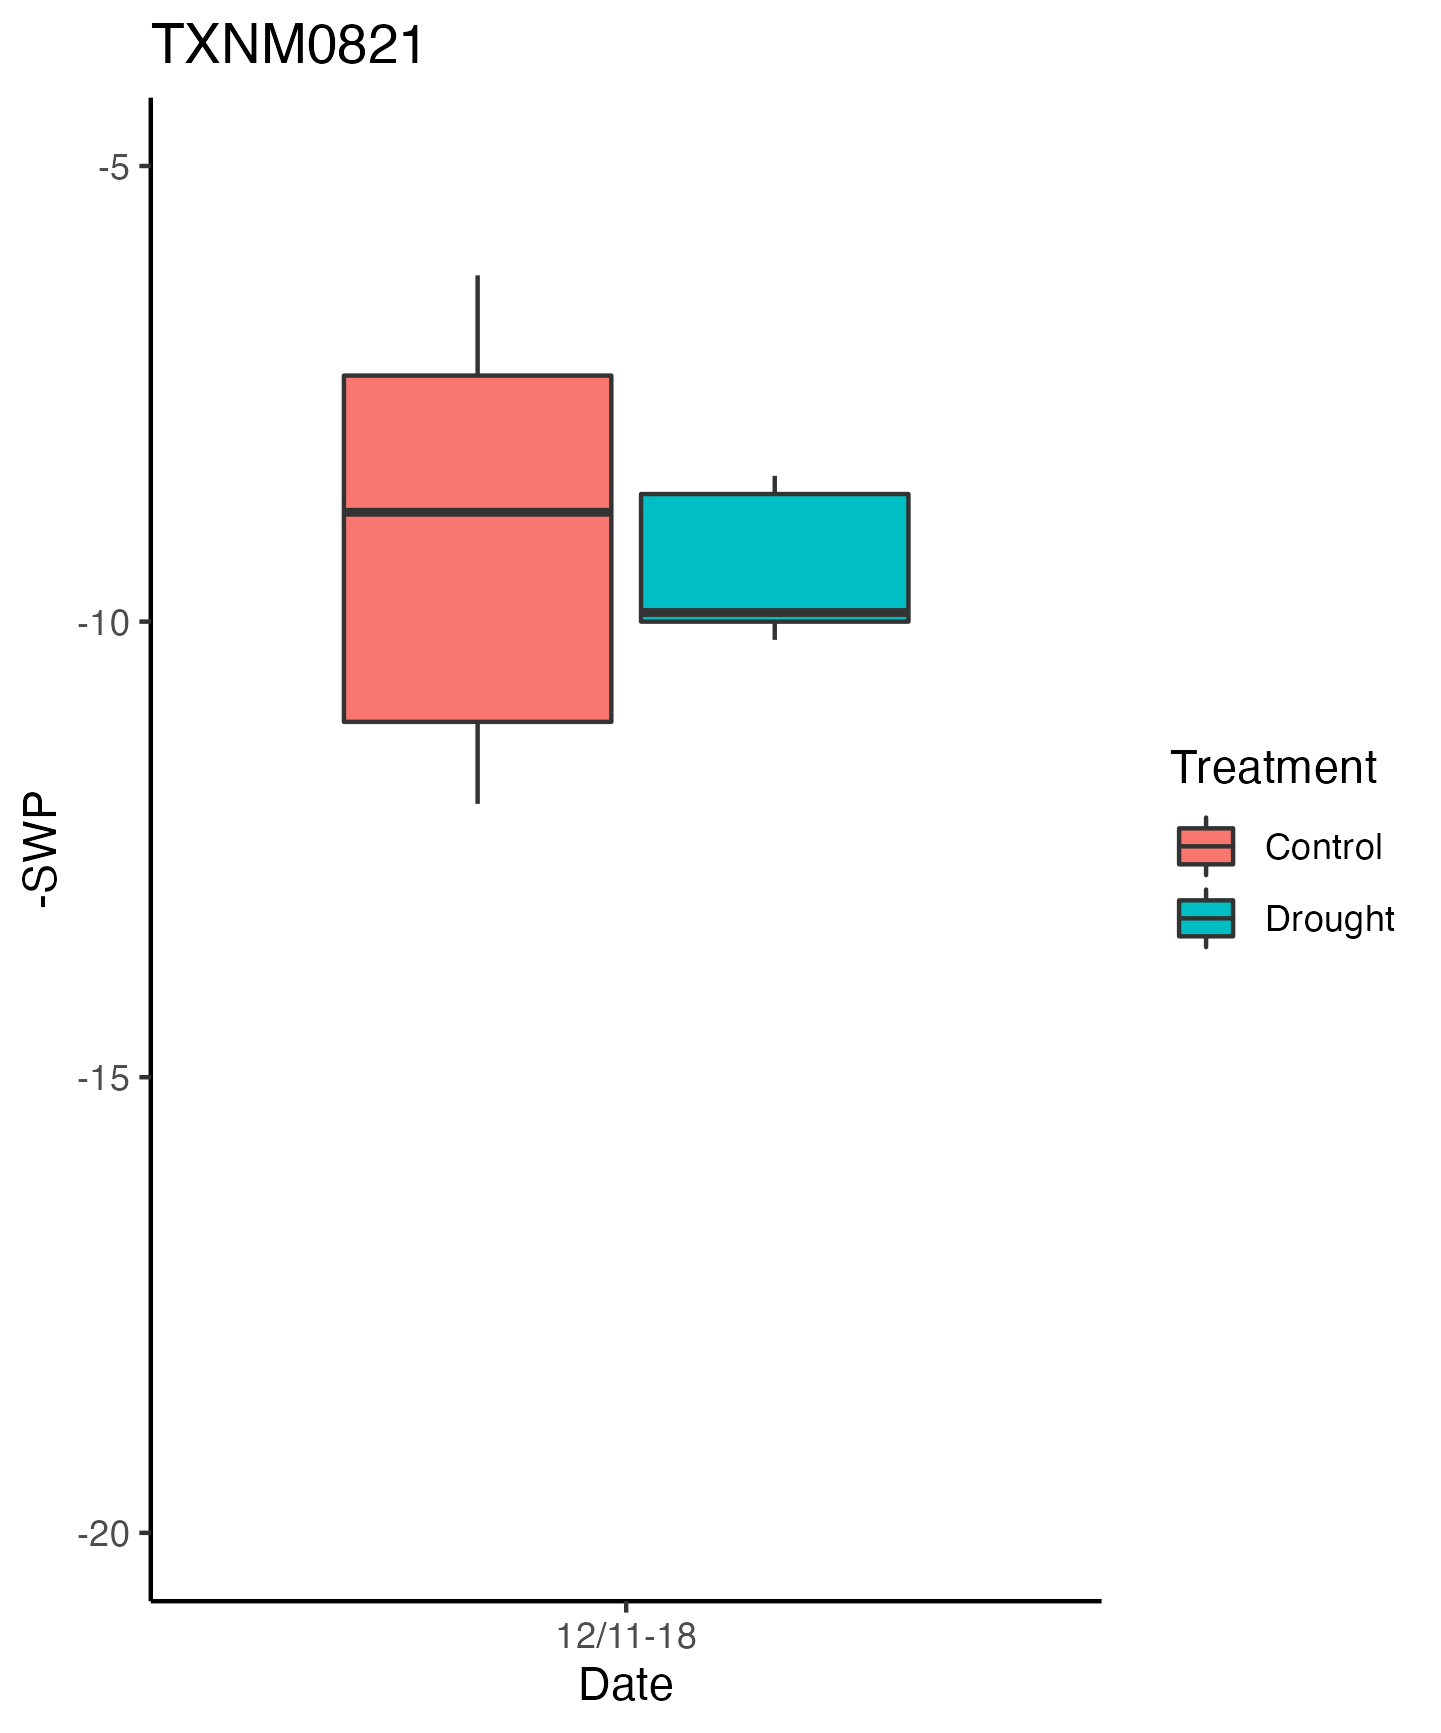 TXNM0821
-5
-10
-15
-20
-SWP
12/11-18
Date
Treatment
Control
Drought